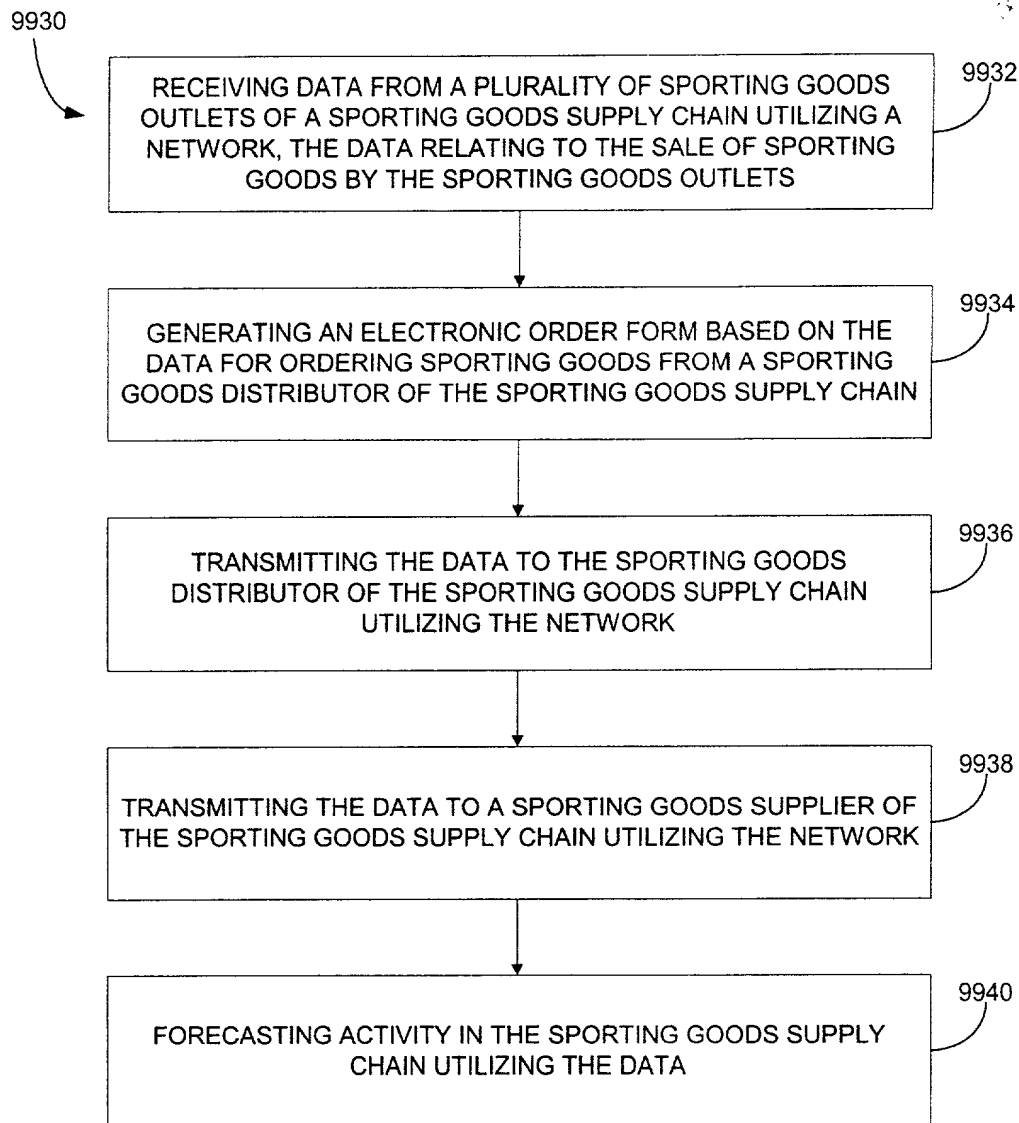 9930
9932
RECEIVING DATA FROM A PLURALITY OF SPORTING GOODS
OUTLETS OF A SPORTING GOODS SUPPLY CHAIN UTILIZING A
NETWORK, THE DATA RELATING TO THE SALE OF SPORTING
GOODS BY THE SPORTING GOODS OUTLETS
9934
GENERATING AN ELECTRONIC ORDER FORM BASED ON THE
DATA FOR ORDERING SPORTING GOODS FROM A SPORTING
GOODS DISTRIBUTOR OF THE SPORTING GOODS SUPPLY CHAIN
9936
TRANSMITTING THE DATA TO THE SPORTING GOODS
DISTRIBUTOR OF THE SPORTING GOODS SUPPLY CHAIN
UTILIZING THE NETWORK
9938
TRANSMITTING THE DATA TO A SPORTING GOODS SUPPLIER OF
THE SPORTING GOODS SUPPLY CHAIN UTILIZING THE NETWORK
9940
FORECASTING ACTIVITY IN THE SPORTING GOODS SUPPLY
CHAIN UTILIZING THE DATA